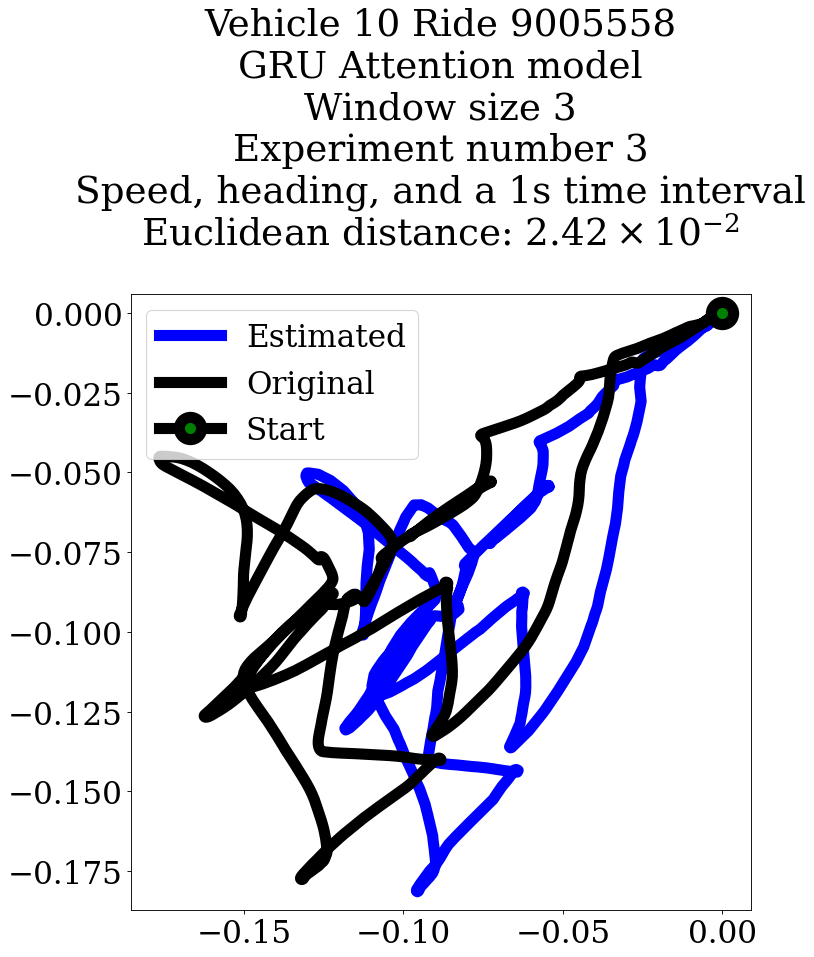 Vehicle 10 Ride 9005558
GRU Attention model
Window size 3
Experiment number 3
Speed, heading, and a 1s time interval
Euclidean distance: 2.42 × 10⁻²
Estimated
Original
Start
0.000
−0.025
−0.050
−0.075
−0.100
−0.125
−0.150
−0.175
−0.15
−0.10
−0.05
0.00